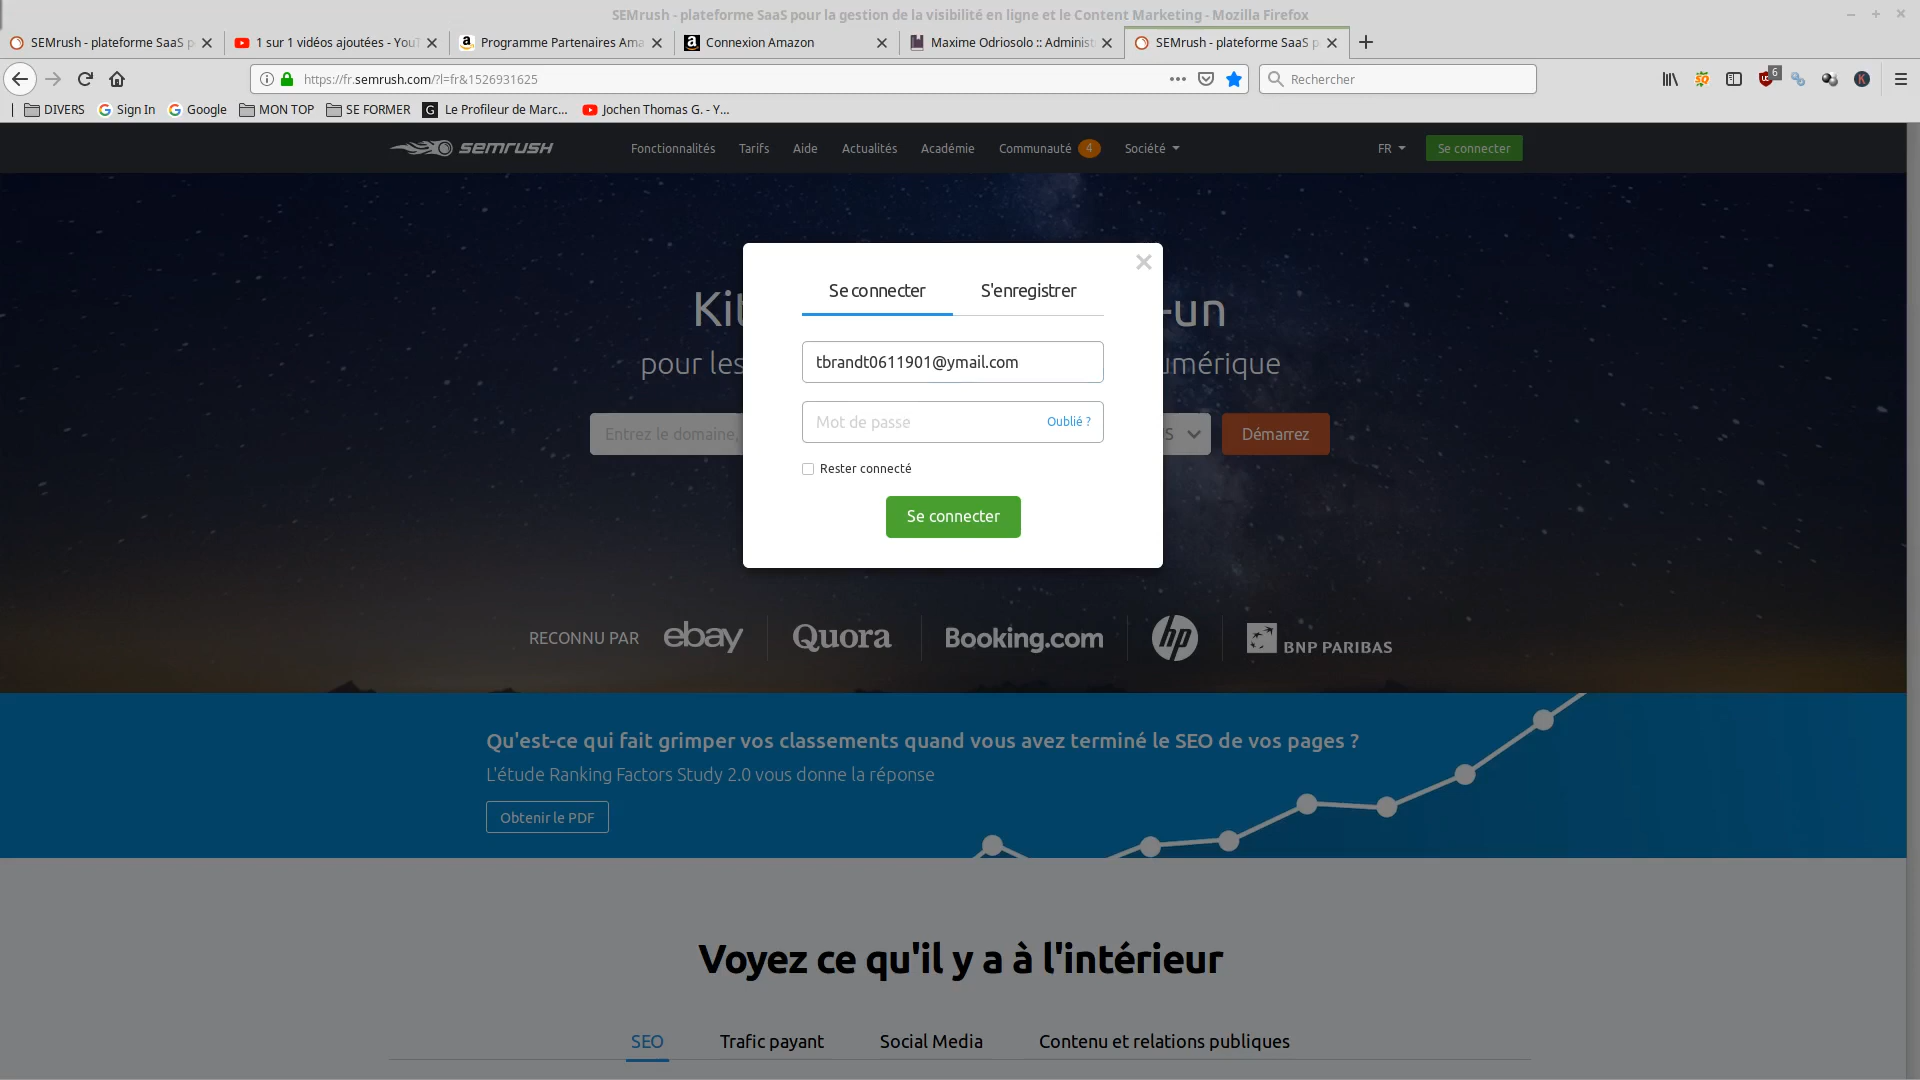 SEMrush - plateforme SaaS pour la gestion de la visibilité en ligne et le Content Marketing - Mozilla Firefox
SEMrush - plateforme SaaS p
1 sur 1 vidéos ajoutées - You
Programme Partenaires Ama
Connexion Amazon
Maxime Odriosolo :: Administ
SEMrush - plateforme SaaS p
https://fr.semrush.com/?l=fr&1526931625
Rechercher
6
DIVERS
Sign In
Google
MON TOP
SE FORMER
Le Profileur de Marc...
Jochen Thomas G. - Y...
semrush
Fonctionnalités
Tarifs
Aide
Actualités
Académie
Communauté 4
Société
FR
Se connecter
Kit
-un
pour les
umérique
Entrez le domaine,
S
Démarrez
Se connecter
S'enregistrer
tbrandt0611901@ymail.com
Mot de passe
Oublié ?
Rester connecté
Se connecter
RECONNU PAR
ebay
Quora
Booking.com
hp
BNP PARIBAS
Qu'est-ce qui fait grimper vos classements quand vous avez terminé le SEO de vos pages ?
L'étude Ranking Factors Study 2.0 vous donne la réponse
Obtenir le PDF
Voyez ce qu'il y a à l'intérieur
SEO
Trafic payant
Social Media
Contenu et relations publiques